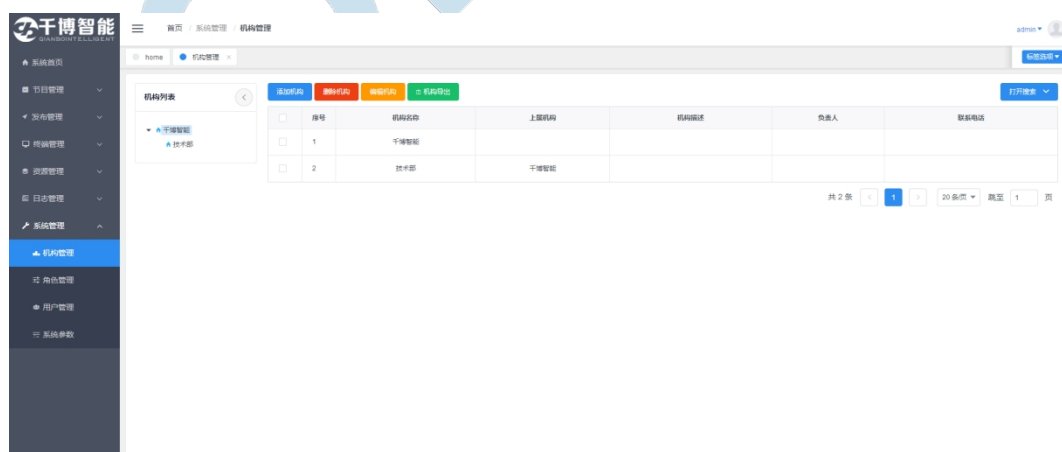 千博智能
QIANBOINTELLIGENT
首页 / 系统管理 / 机构管理
admin
home
机构管理 ×
标签选项
系统首页
节目管理
发布管理
终端管理
资源管理
日志管理
系统管理
机构管理
角色管理
用户管理
系统参数
机构列表
千博智能
技术部
添加机构 删除机构 编辑机构 机构导出
打开搜索
序号 机构名称 上属机构 机构描述 负责人 联系电话
1 千博智能
2 技术部 千博智能
共 2 条 < 1 > 20 条/页 跳至 1 页